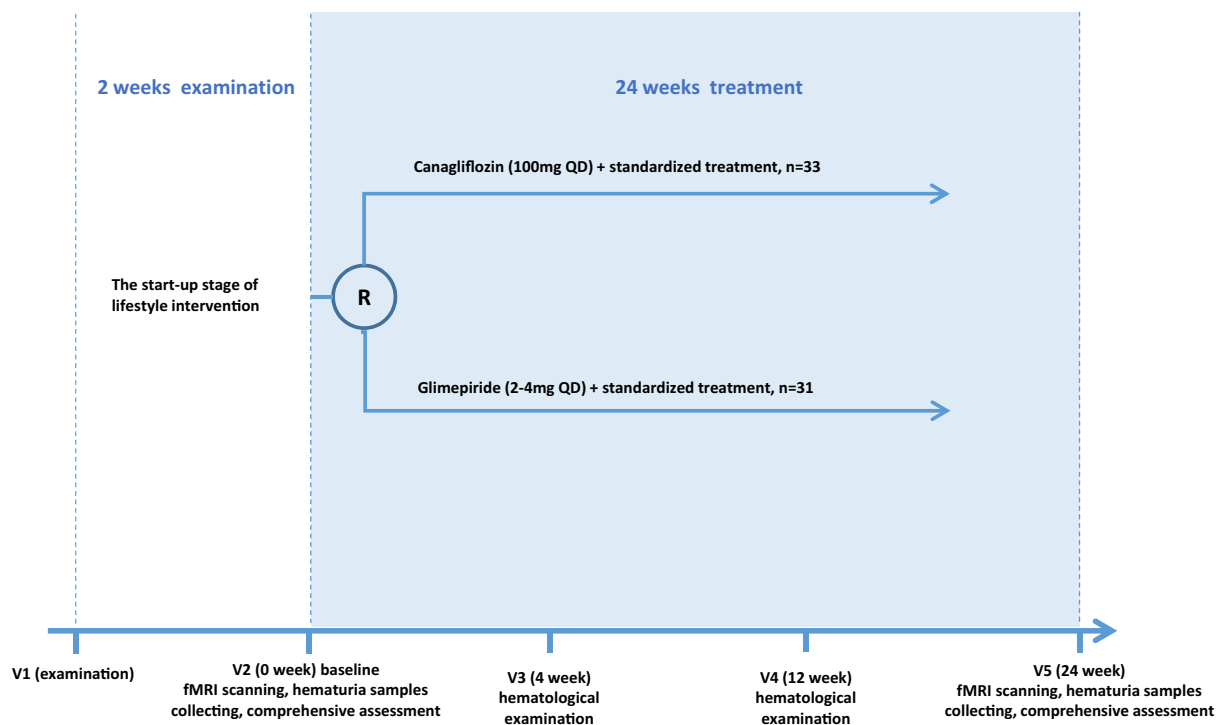 2 weeks examination
24 weeks treatment
Canagliflozin (100mg QD) + standardized treatment, n=33
The start-up stage of
lifestyle intervention
R
Glimepiride (2-4mg QD) + standardized treatment, n=31
V1 (examination)
V2 (0 week) baseline
fMRI scanning, hematuria samples
collecting, comprehensive assessment
V3 (4 week)
hematological
examination
V4 (12 week)
hematological
examination
V5 (24 week)
fMRI scanning, hematuria samples
collecting, comprehensive assessment